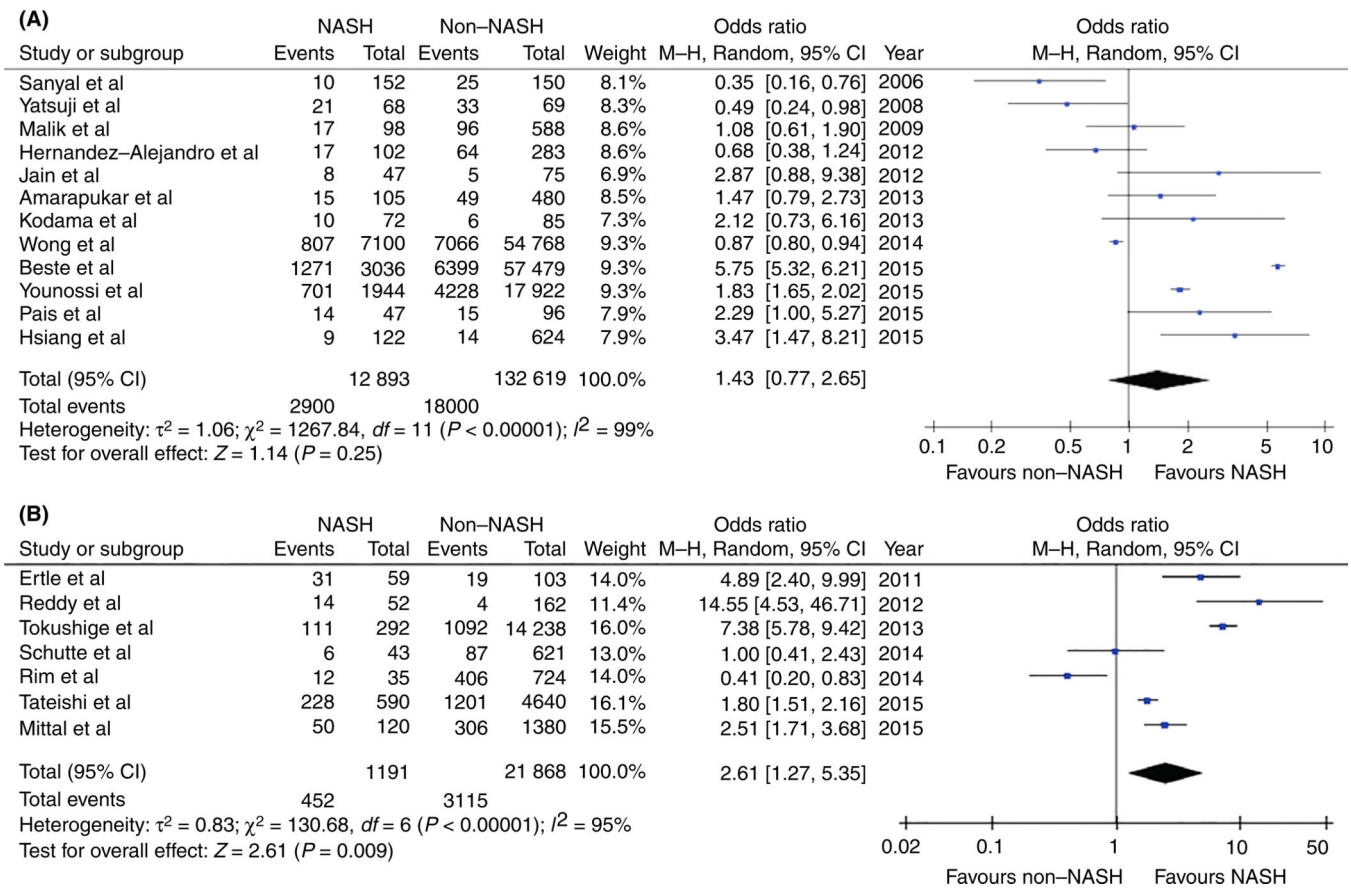 (A)
NASH Non–NASH Odds ratio Odds ratio
Study or subgroup Events Total Events Total Weight M–H, Random, 95% CI Year M–H, Random, 95% CI
Sanyal et al 10 152 25 150 8.1% 0.35 [0.16, 0.76] 2006
Yatsuji et al 21 68 33 69 8.3% 0.49 [0.24, 0.98] 2008
Malik et al 17 98 96 588 8.6% 1.08 [0.61, 1.90] 2009
Hernandez–Alejandro et al 17 102 64 283 8.6% 0.68 [0.38, 1.24] 2012
Jain et al 8 47 5 75 6.9% 2.87 [0.88, 9.38] 2012
Amarapukar et al 15 105 49 480 8.5% 1.47 [0.79, 2.73] 2013
Kodama et al 10 72 6 85 7.3% 2.12 [0.73, 6.16] 2013
Wong et al 807 7100 7066 54 768 9.3% 0.87 [0.80, 0.94] 2014
Beste et al 1271 3036 6399 57 479 9.3% 5.75 [5.32, 6.21] 2015
Younossi et al 701 1944 4228 17 922 9.3% 1.83 [1.65, 2.02] 2015
Pais et al 14 47 15 96 7.9% 2.29 [1.00, 5.27] 2015
Hsiang et al 9 122 14 624 7.9% 3.47 [1.47, 8.21] 2015
Total (95% CI) 12 893 132 619 100.0% 1.43 [0.77, 2.65]
Total events 2900 18000
Heterogeneity: τ² = 1.06; χ² = 1267.84, df = 11 (P < 0.00001); I² = 99%
Test for overall effect: Z = 1.14 (P = 0.25)
0.1 0.2 0.5 1 2 5 10
Favours non–NASH Favours NASH
(B)
NASH Non–NASH Odds ratio Odds ratio
Study or subgroup Events Total Events Total Weight M–H, Random, 95% CI Year M–H, Random, 95% CI
Ertle et al 31 59 19 103 14.0% 4.89 [2.40, 9.99] 2011
Reddy et al 14 52 4 162 11.4% 14.55 [4.53, 46.71] 2012
Tokushige et al 111 292 1092 14 238 16.0% 7.38 [5.78, 9.42] 2013
Schutte et al 6 43 87 621 13.0% 1.00 [0.41, 2.43] 2014
Rim et al 12 35 406 724 14.0% 0.41 [0.20, 0.83] 2014
Tateishi et al 228 590 1201 4640 16.1% 1.80 [1.51, 2.16] 2015
Mittal et al 50 120 306 1380 15.5% 2.51 [1.71, 3.68] 2015
Total (95% CI) 1191 21 868 100.0% 2.61 [1.27, 5.35]
Total events 452 3115
Heterogeneity: τ² = 0.83; χ² = 130.68, df = 6 (P < 0.00001); I² = 95%
Test for overall effect: Z = 2.61 (P = 0.009)
0.02 0.1 1 10 50
Favours non–NASH Favours NASH